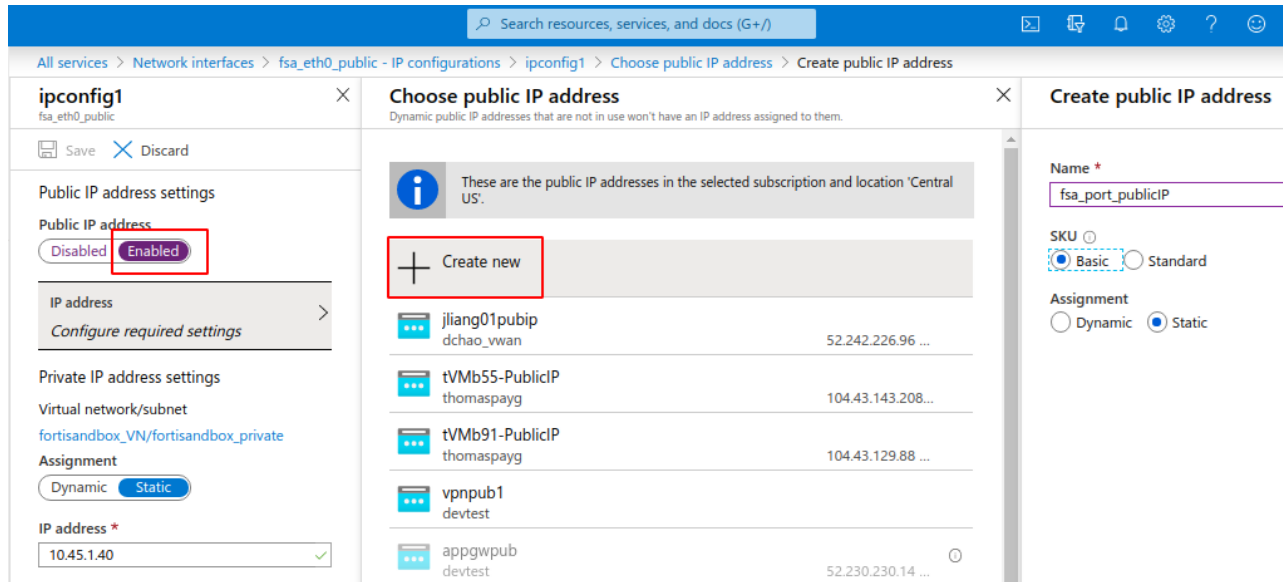 Search resources, services, and docs (G+/)
All services > Network interfaces > fsa_eth0_public - IP configurations > ipconfig1 > Choose public IP address > Create public IP address
ipconfig1
fsa_eth0_public
Save Discard
Public IP address settings
Public IP address
Disabled Enabled
IP address
Configure required settings
Private IP address settings
Virtual network/subnet
fortisandbox_VN/fortisandbox_private
Assignment
Dynamic Static
IP address *
10.45.1.40
Choose public IP address
Dynamic public IP addresses that are not in use won't have an IP address assigned to them.
These are the public IP addresses in the selected subscription and location 'Central
US'.
Create new
jliang01pubip
dchao_vwan 52.242.226.96 ...
tVMb55-PublicIP
thomaspayg 104.43.143.208...
tVMb91-PublicIP
thomaspayg 104.43.129.88 ...
vpnpub1
devtest
appgwpub
devtest 52.230.230.14 ...
Create public IP address
Name *
fsa_port_publicIP
SKU
Basic Standard
Assignment
Dynamic Static